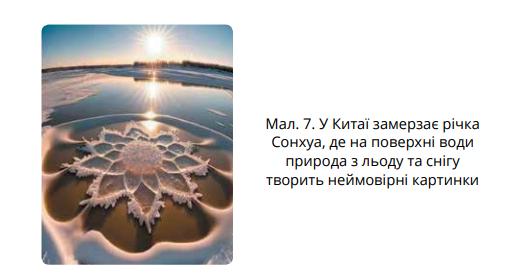 Мал. 7. У Китаї замерзає річка
Сонхуа, де на поверхні води
природа з льоду та снігу
творить неймовірні картинки